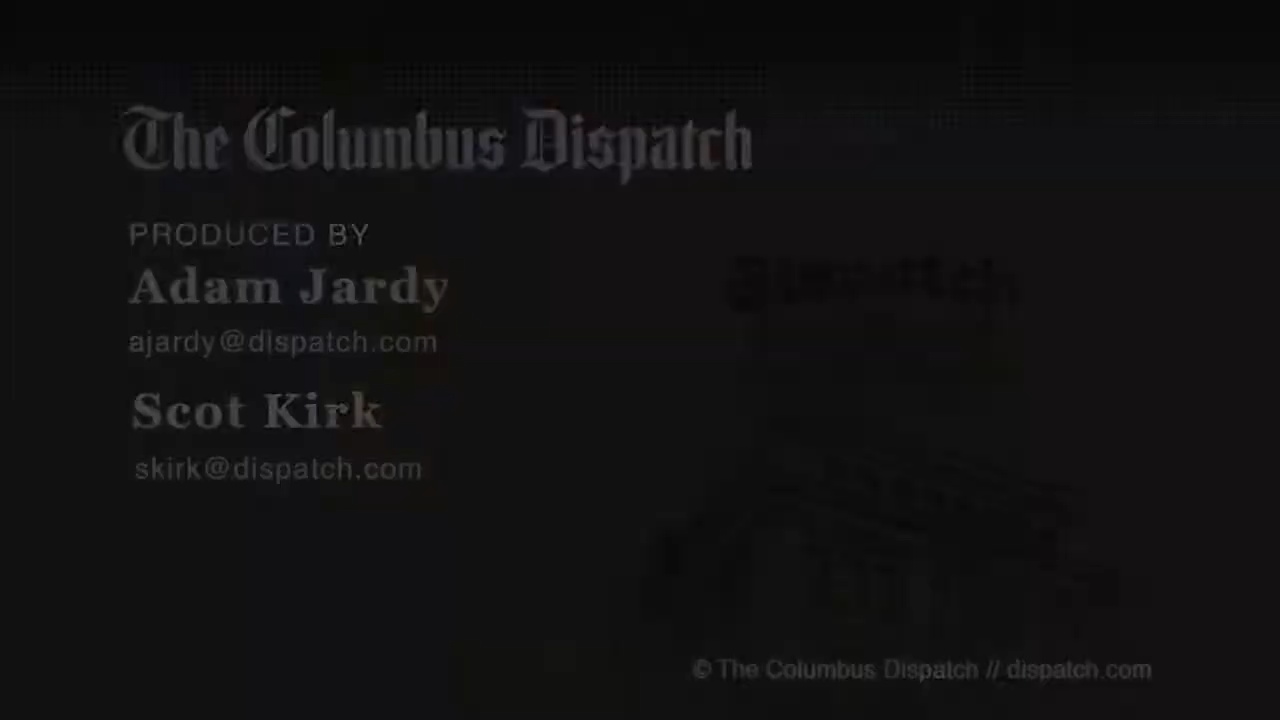 The Columbus Dispatch
PRODUCED BY
Adam Jardy
ajardy@dispatch.com
Scot Kirk
skirk@dispatch.com
Dispatch
© The Columbus Dispatch // dispatch.com